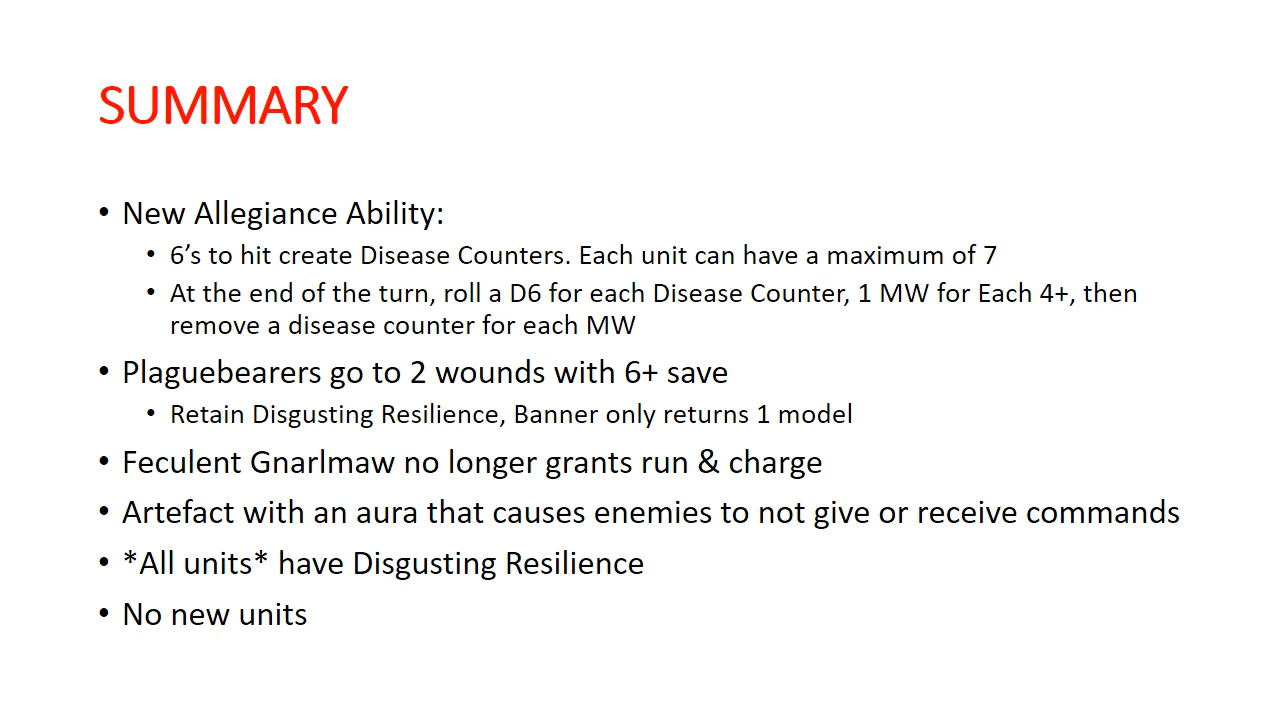 SUMMARY
• New Allegiance Ability:
• 6’s to hit create Disease Counters. Each unit can have a maximum of 7
• At the end of the turn, roll a D6 for each Disease Counter, 1 MW for Each 4+, then
remove a disease counter for each MW
• Plaguebearers go to 2 wounds with 6+ save
• Retain Disgusting Resilience, Banner only returns 1 model
• Feculent Gnarlmaw no longer grants run & charge
• Artefact with an aura that causes enemies to not give or receive commands
• *All units* have Disgusting Resilience
• No new units